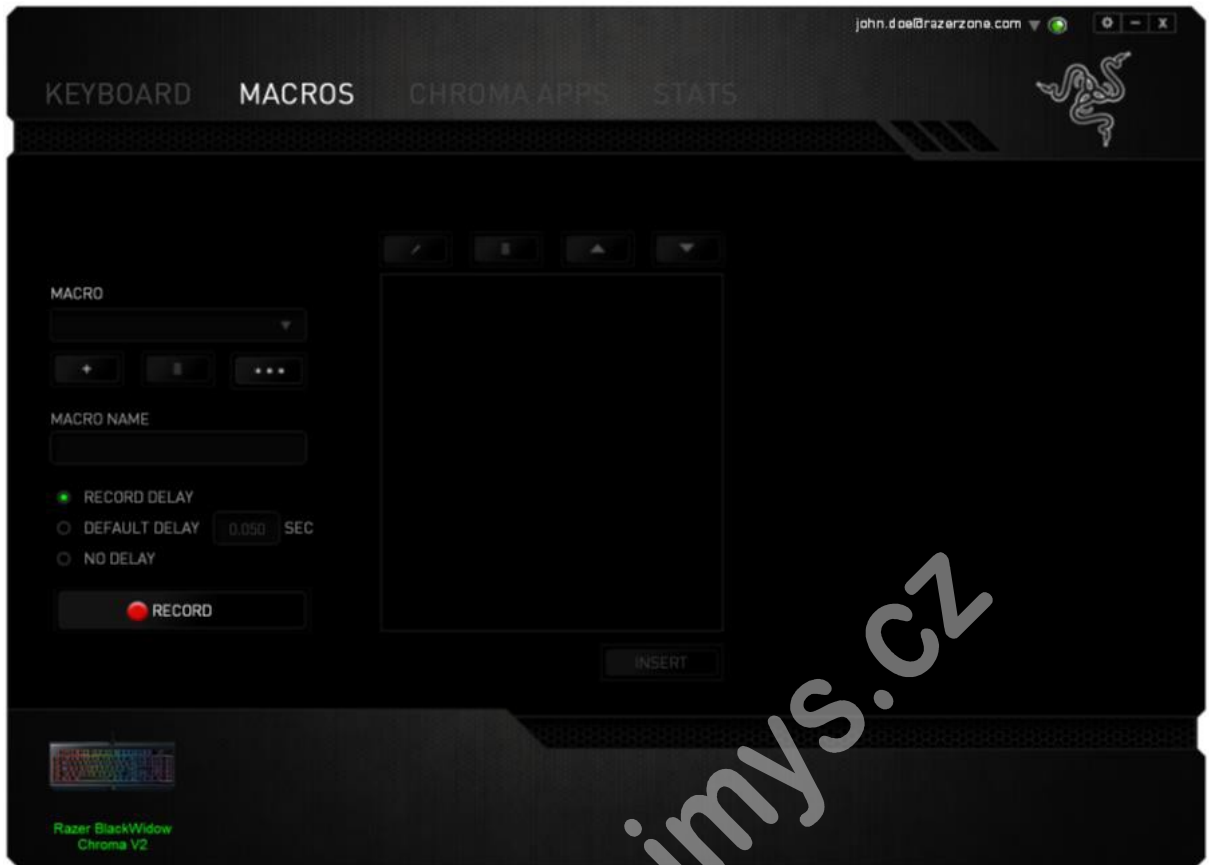 john.doe@razerzone.com
X
KEYBOARD MACROS CHROMA APPS STATS
MACRO
MACRO NAME
RECORD DELAY
DEFAULT DELAY 0.050 SEC
NO DELAY
RECORD
INSERT
Razer BlackWidow
Chroma V2
imys.cz